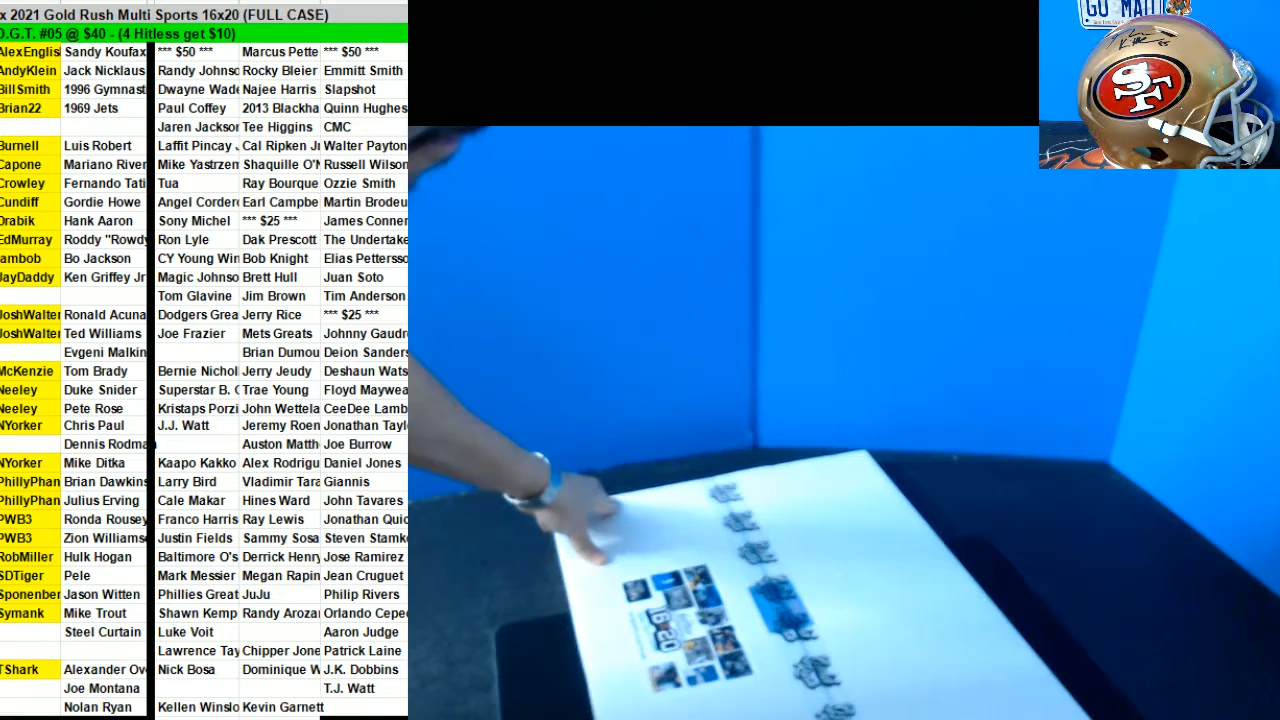 x 2021 Gold Rush Multi Sports 16x20 (FULL CASE)
O.G.T. #05 @ $40 - (4 Hitless get $10)
AlexEnglis Sandy Koufax *** $50 *** Marcus Pette *** $50 ***
AndyKlein Jack Nicklaus Randy Johnso Rocky Bleier Emmitt Smith
BillSmith 1996 Gymnast Dwayne Wade Najee Harris Slapshot
Brian22 1969 Jets Paul Coffey 2013 Blackha Quinn Hughes
Jaren Jackson Tee Higgins CMC
Burnell Luis Robert Laffit Pincay J Cal Ripken Jr Walter Payton
Capone Mariano River Mike Yastrzem Shaquille O'N Russell Wilson
Crowley Fernando Tati Tua Ray Bourque Ozzie Smith
Cundiff Gordie Howe Angel Cordero Earl Campbe Martin Brodeu
Drabik Hank Aaron Sony Michel *** $25 *** James Conner
EdMurray Roddy "Rowdy Ron Lyle Dak Prescott The Undertake
ambob Bo Jackson CY Young Win Bob Knight Elias Pettersso
JayDaddy Ken Griffey Jr Magic Johnso Brett Hull Juan Soto
Tom Glavine Jim Brown Tim Anderson
JoshWalter Ronald Acuna Dodgers Grea Jerry Rice *** $25 ***
JoshWalter Ted Williams Joe Frazier Mets Greats Johnny Gaudr
Evgeni Malkin Brian Dumou Deion Sanders
McKenzie Tom Brady Bernie Nichol Jerry Jeudy Deshaun Wats
Neeley Duke Snider Superstar B. G Trae Young Floyd Maywea
Neeley Pete Rose Kristaps Porzi John Wettela CeeDee Lamb
NYorker Chris Paul J.J. Watt Jeremy Roen Jonathan Tayl
Dennis Rodman Auston Matth Joe Burrow
NYorker Mike Ditka Kaapo Kakko Alex Rodrigu Daniel Jones
PhillyPhan Brian Dawkins Larry Bird Vladimir Tara Giannis
PhillyPhan Julius Erving Cale Makar Hines Ward John Tavares
PWB3 Ronda Rousey Franco Harris Ray Lewis Jonathan Quic
PWB3 Zion Williams Justin Fields Sammy Sosa Steven Stamk
RobMiller Hulk Hogan Baltimore O's Derrick Henry Jose Ramirez
SDTiger Pele Mark Messier Megan Rapin Jean Cruguet
Sponenber Jason Witten Phillies Great JuJu Philip Rivers
Symank Mike Trout Shawn Kemp Randy Aroza Orlando Cepe
Steel Curtain Luke Voit Aaron Judge
Lawrence Tay Chipper Jone Patrick Laine
TShark Alexander Ov Nick Bosa Dominique W J.K. Dobbins
Joe Montana T.J. Watt
Nolan Ryan Kellen Winslo Kevin Garnett
GO MATT
SF
16x20